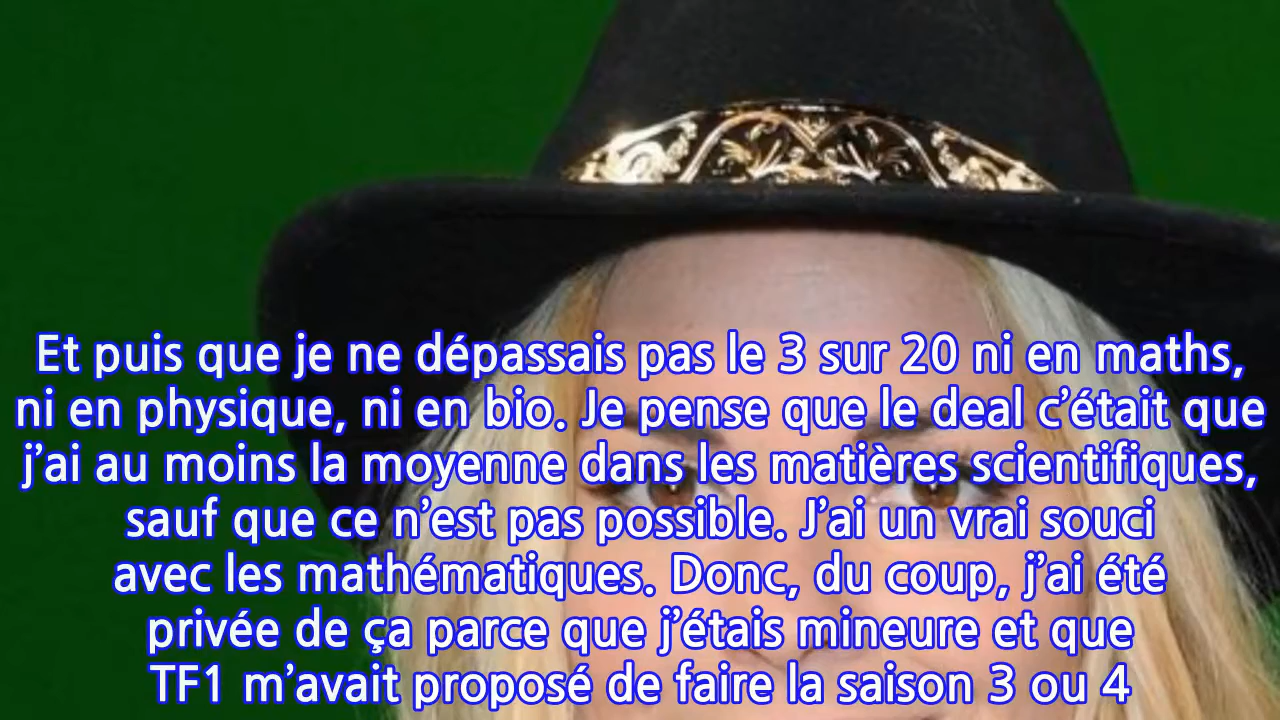 Et puis que je ne dépassais pas le 3 sur 20 ni en maths,
ni en physique, ni en bio. Je pense que le deal c’était que
j’ai au moins la moyenne dans les matières scientifiques,
sauf que ce n’est pas possible. J’ai un vrai souci
avec les mathématiques. Donc, du coup, j’ai été
privée de ça parce que j’étais mineure et que
TF1 m’avait proposé de faire la saison 3 ou 4